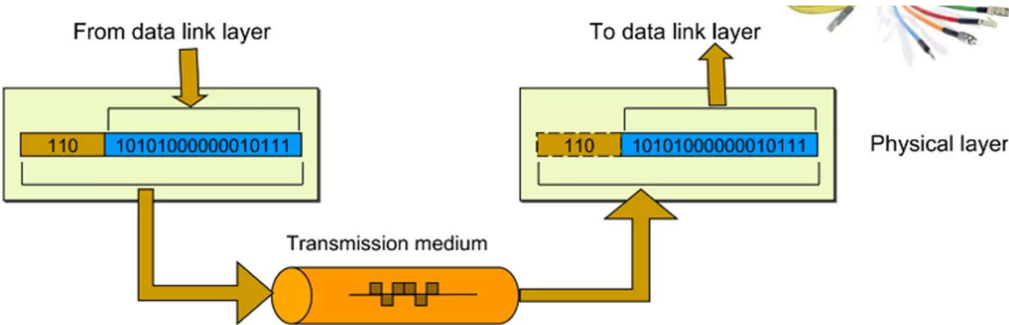 From data link layer
To data link layer
110 10101000000010111
110 10101000000010111
Physical layer
Transmission medium